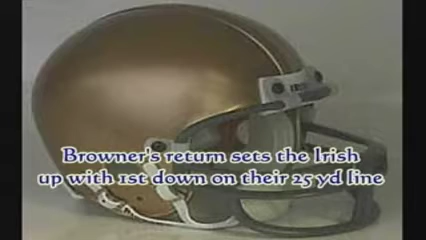 Browner's return sets the Irish
up with 1st down on their 25 yd line